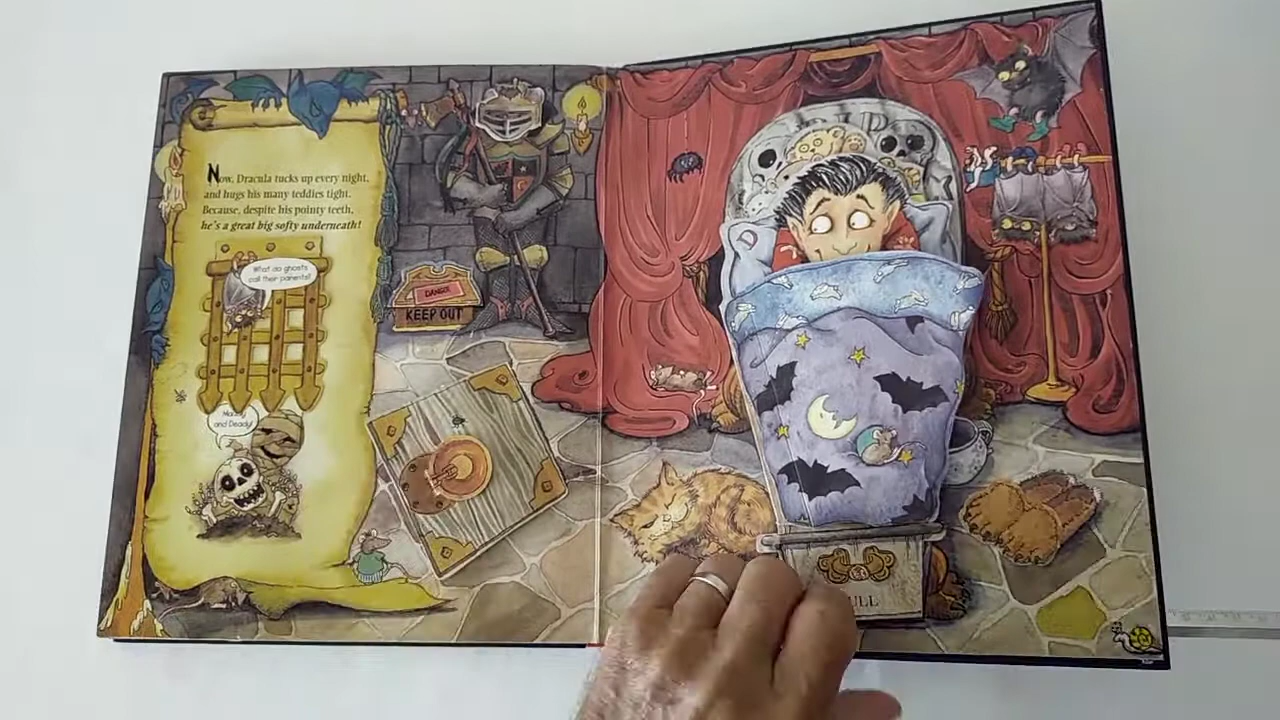 Now, Dracula tucks up every night,
and hugs his many teddies tight.
Because, despite his pointy teeth,
he's a great big softy underneath!
What do ghosts
call their parents?
and Deady!
DANGER
KEEP OUT
RIP
D